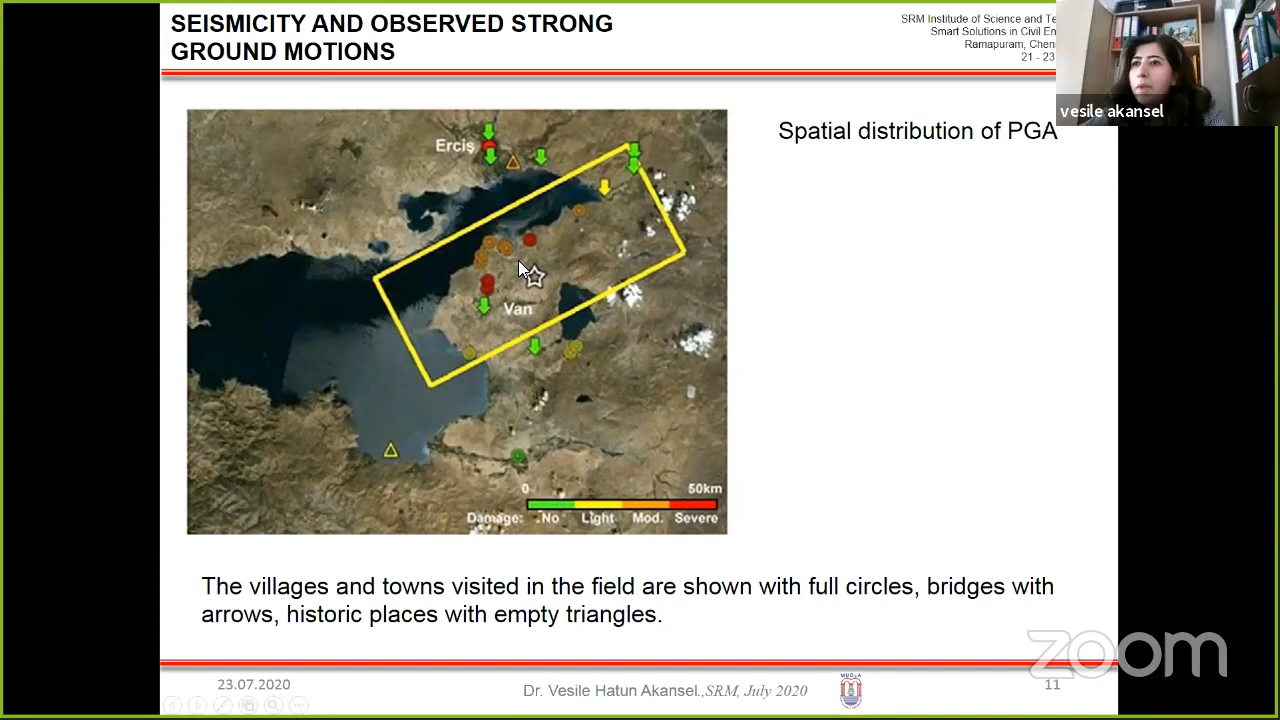 SEISMICITY AND OBSERVED STRONG
GROUND MOTIONS
SRM Institude of Science and Te
Smart Solutions in Civil En
Ramapuram, Chen
21 - 23
vesile akansel
Spatial distribution of PGA
Erciş
Van
0 50km
Damage: No Light Mod. Severe
The villages and towns visited in the field are shown with full circles, bridges with
arrows, historic places with empty triangles.
zoom
23.07.2020
Dr. Vesile Hatun Akansel.,SRM, July 2020
MUĞLA
11